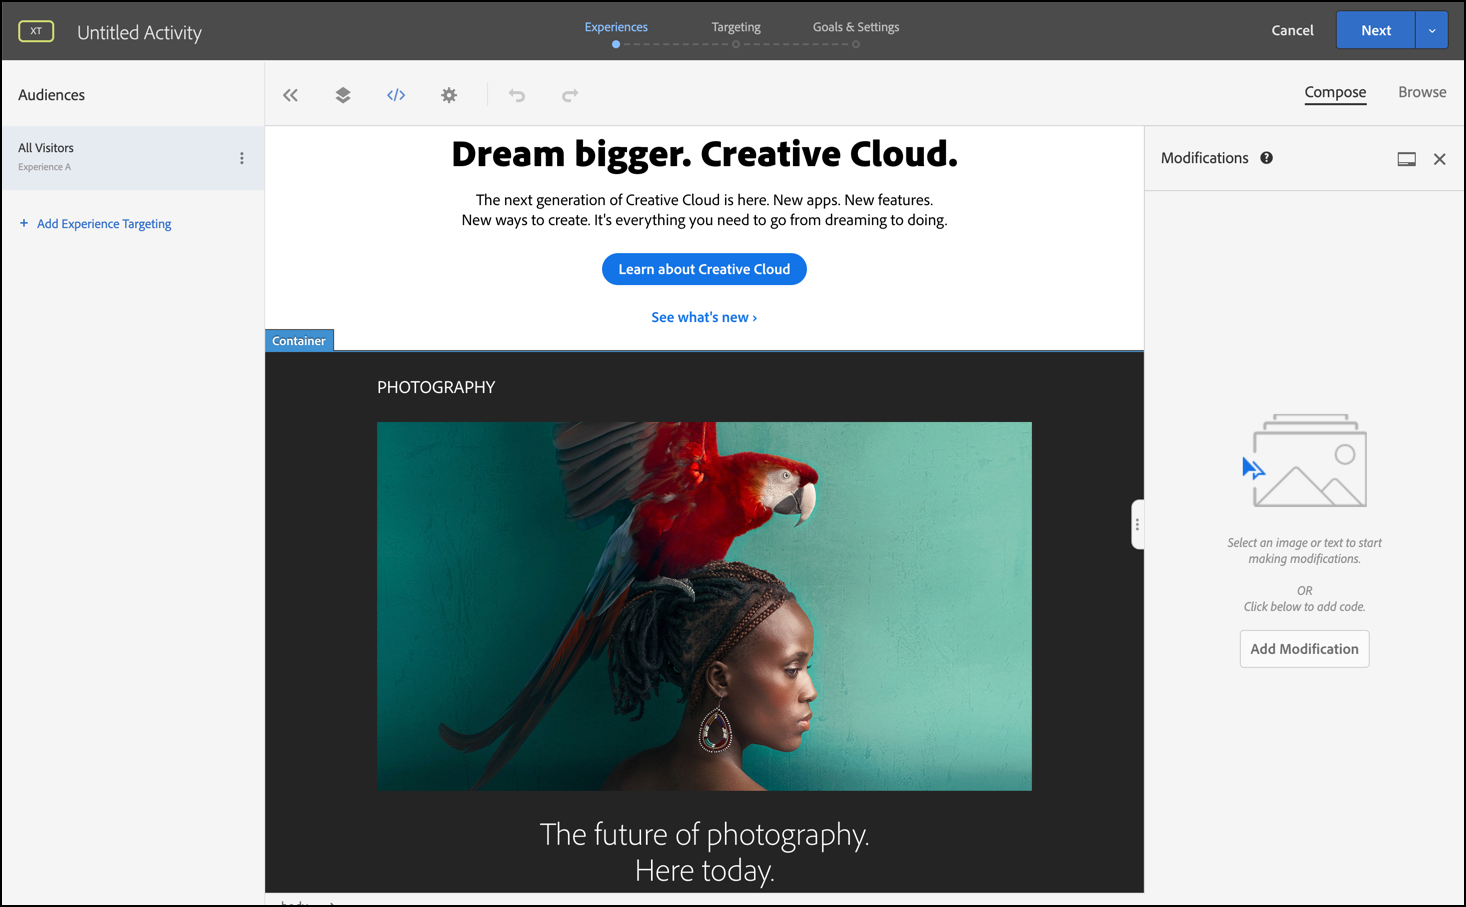 XT
Untitled Activity
Experiences
Targeting
Goals & Settings
Cancel
Next
Audiences
</>
Compose
Browse
All Visitors
Experience A
+ Add Experience Targeting
Dream bigger. Creative Cloud.
The next generation of Creative Cloud is here. New apps. New features.
New ways to create. It's everything you need to go from dreaming to doing.
Learn about Creative Cloud
See what's new ›
Container
PHOTOGRAPHY
The future of photography.
Here today.
Modifications ?
Select an image or text to start
making modifications.
OR
Click below to add code.
Add Modification